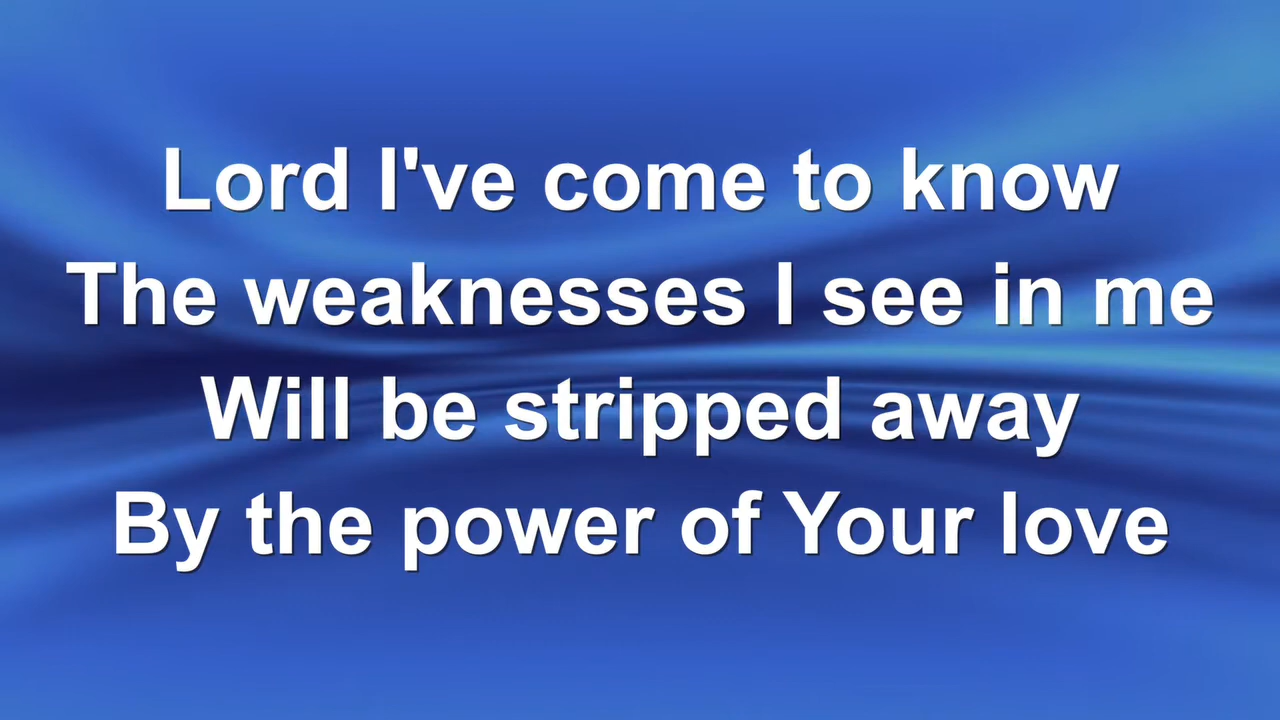 Lord I've come to know
The weaknesses I see in me
Will be stripped away
By the power of Your love